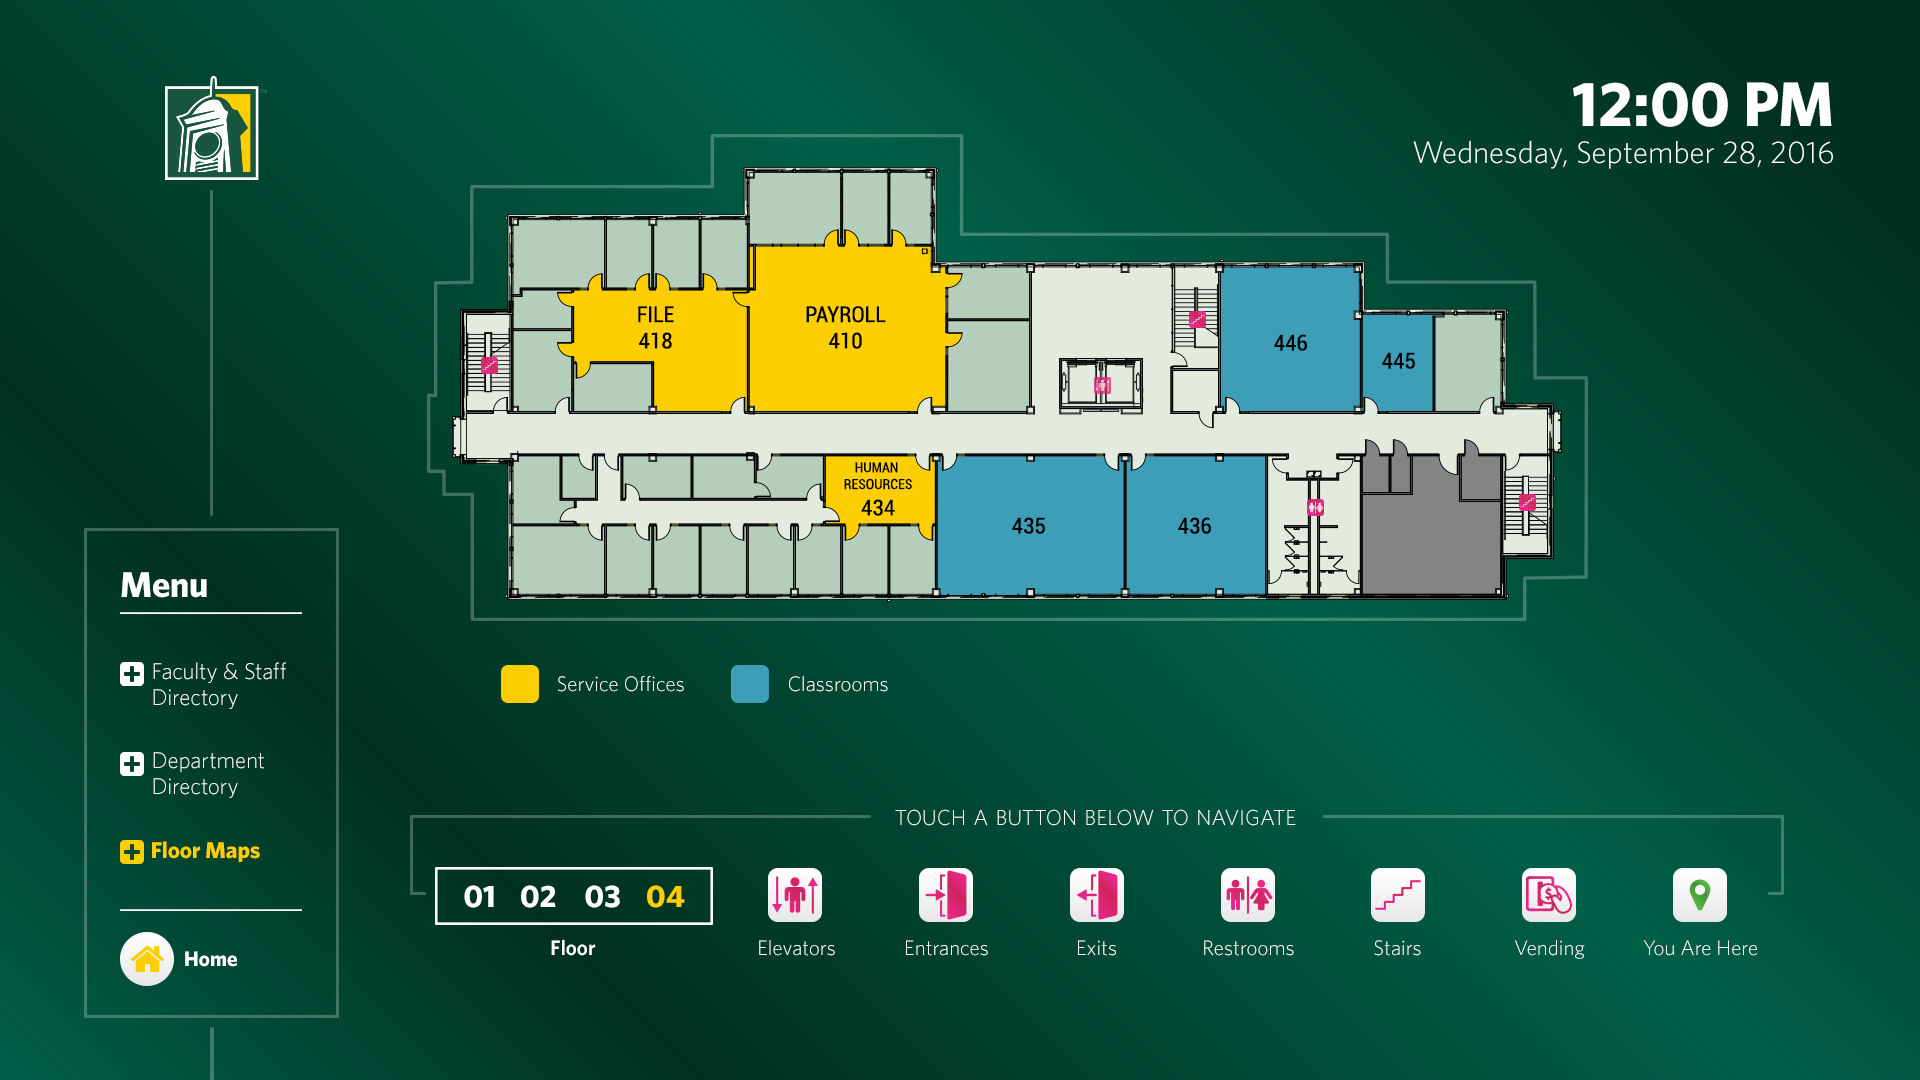 12:00 PM
Wednesday, September 28, 2016
FILE
418
PAYROLL
410
446
445
HUMAN
RESOURCES
434
435
436
Service Offices
Classrooms
Menu
Faculty & Staff
Directory
Department
Directory
Floor Maps
Home
TOUCH A BUTTON BELOW TO NAVIGATE
01 02 03 04
Floor
Elevators
Entrances
Exits
Restrooms
Stairs
Vending
You Are Here